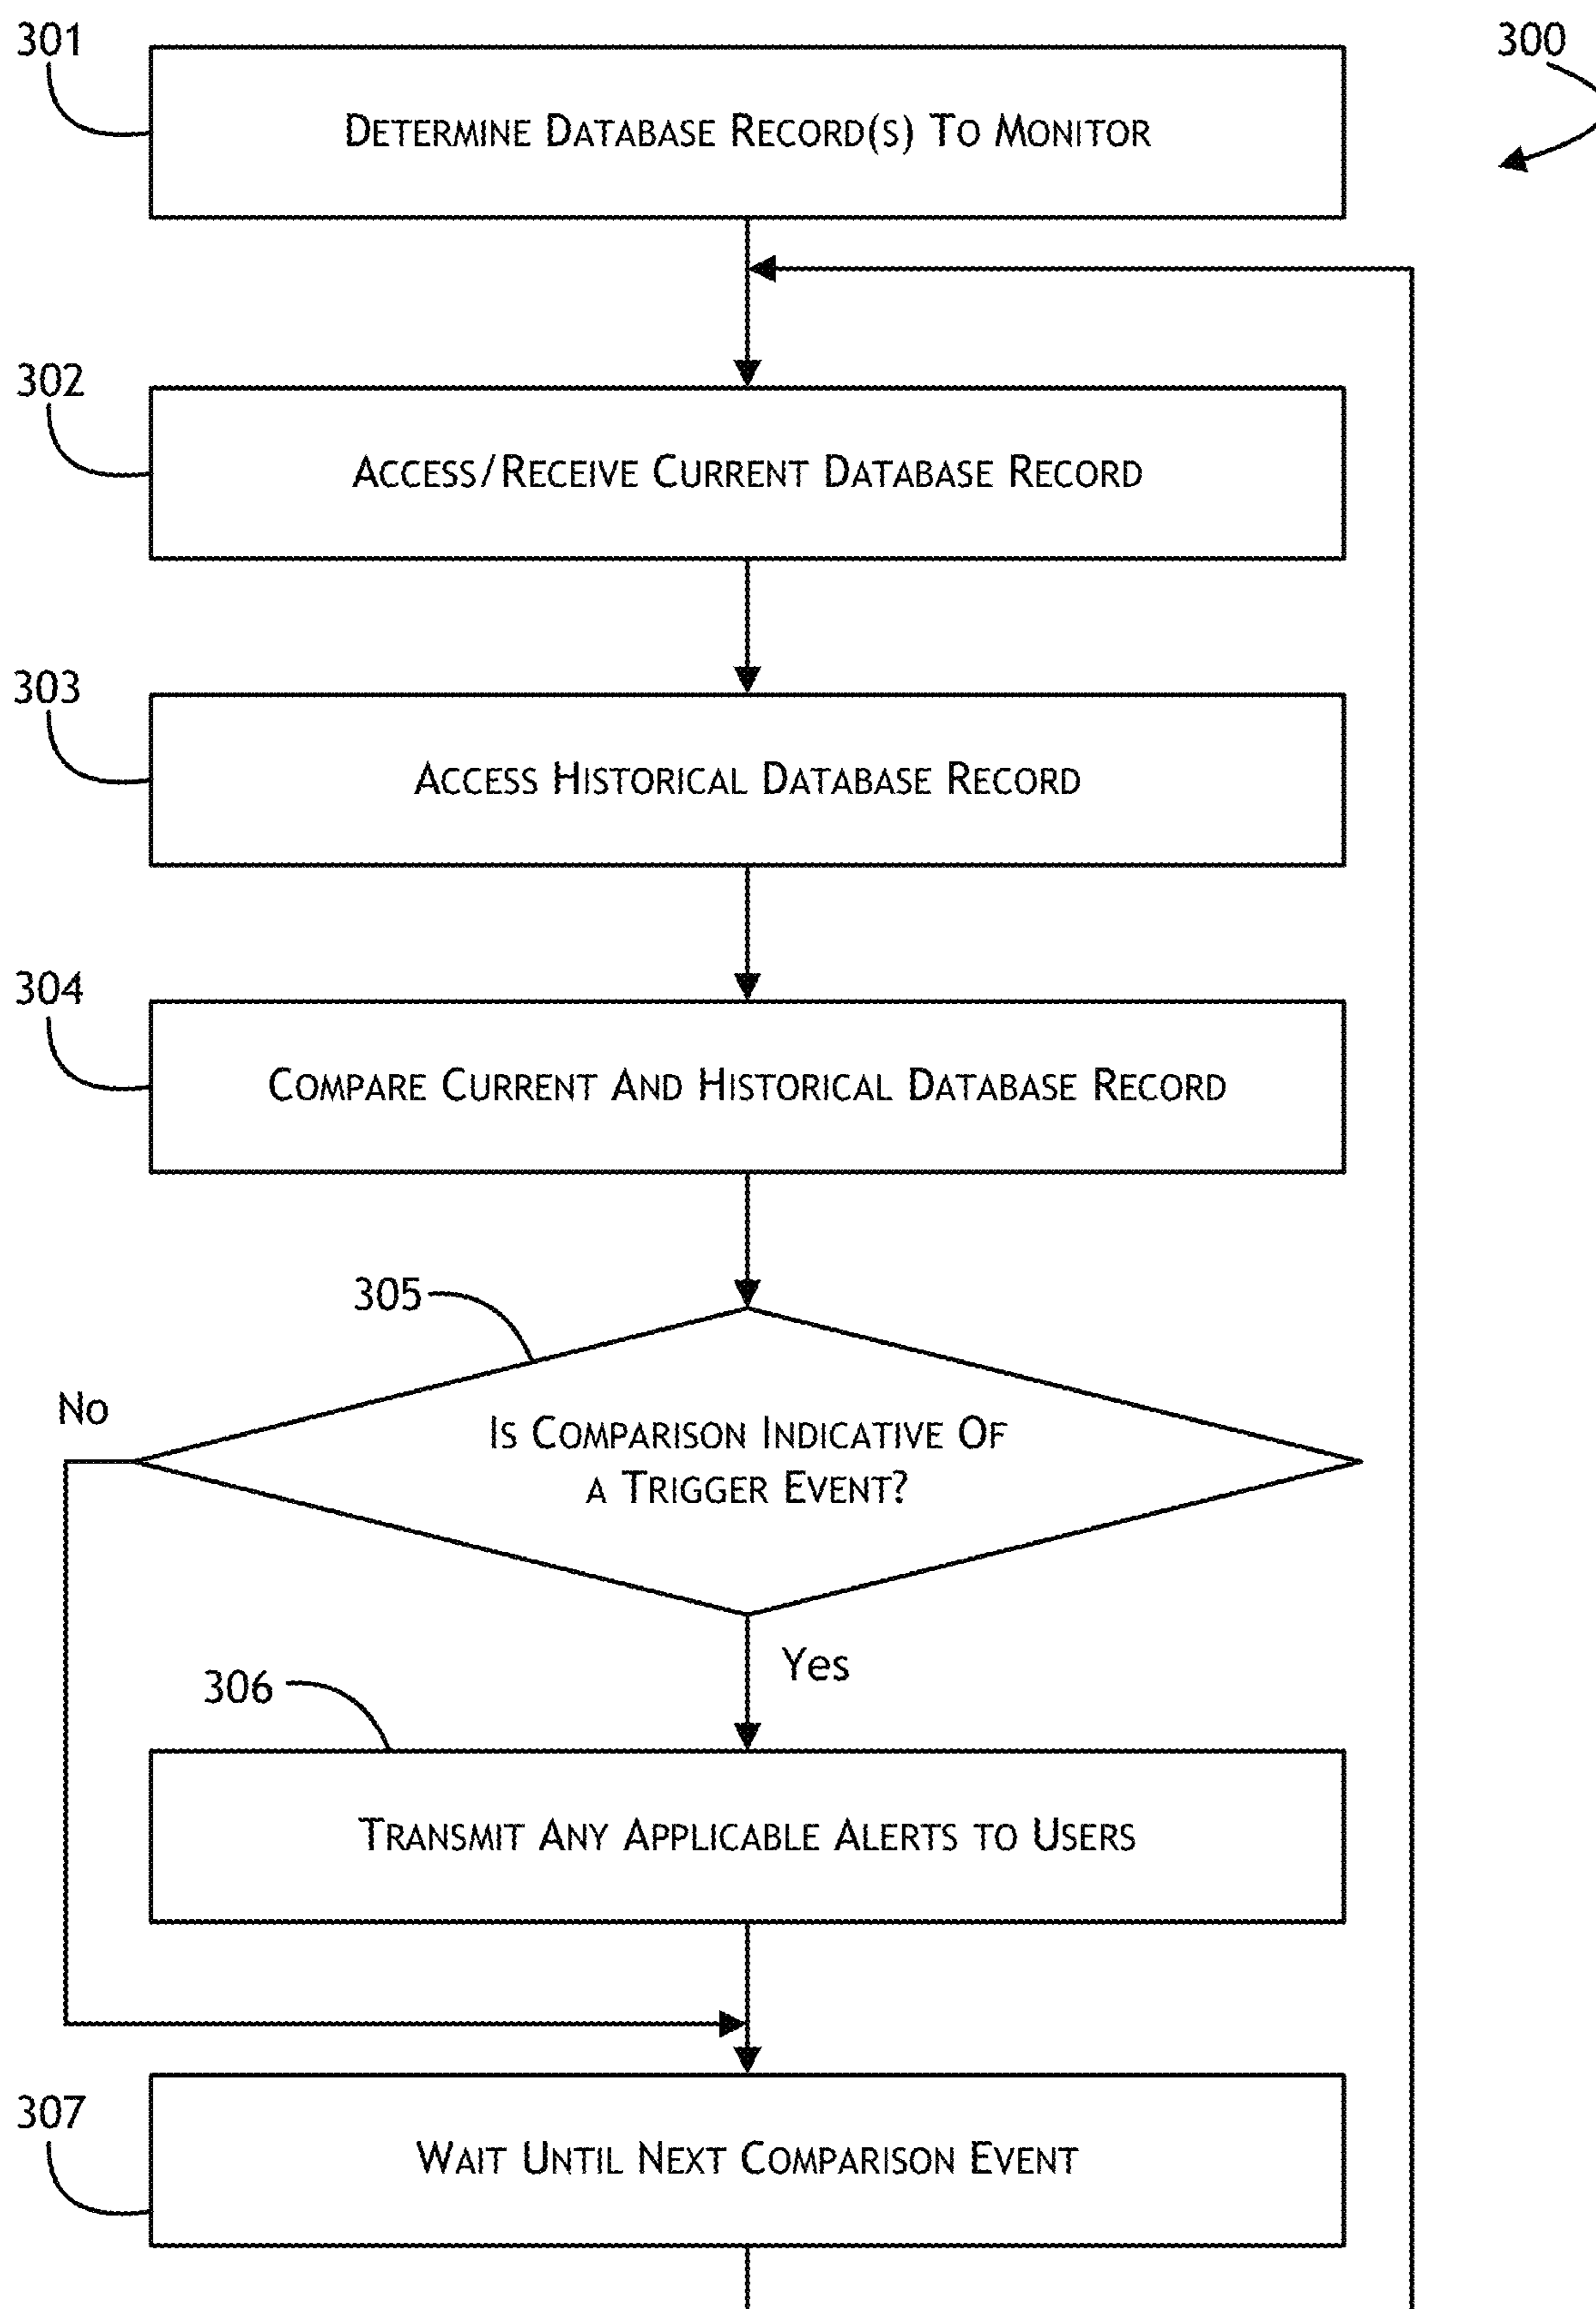 301
300
DETERMINE DATABASE RECORD(S) TO MONITOR
302
ACCESS/RECEIVE CURRENT DATABASE RECORD
303
ACCESS HISTORICAL DATABASE RECORD
304
COMPARE CURRENT AND HISTORICAL DATABASE RECORD
305
No
IS COMPARISON INDICATIVE OF
A TRIGGER EVENT?
Yes
306
TRANSMIT ANY APPLICABLE ALERTS TO USERS
307
WAIT UNTIL NEXT COMPARISON EVENT